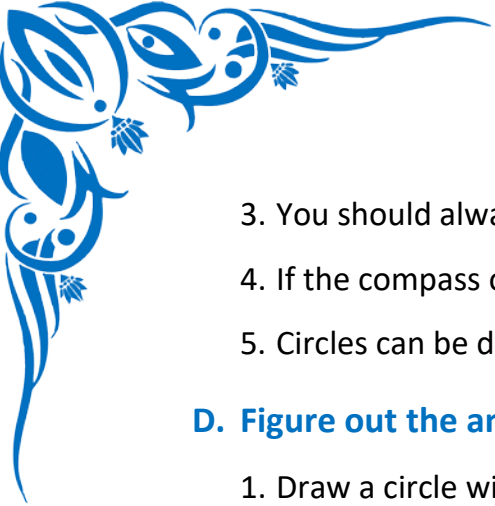 3. You should alwa
4. If the compass
5. Circles can be d
D. Figure out the
1. Draw a circle wi